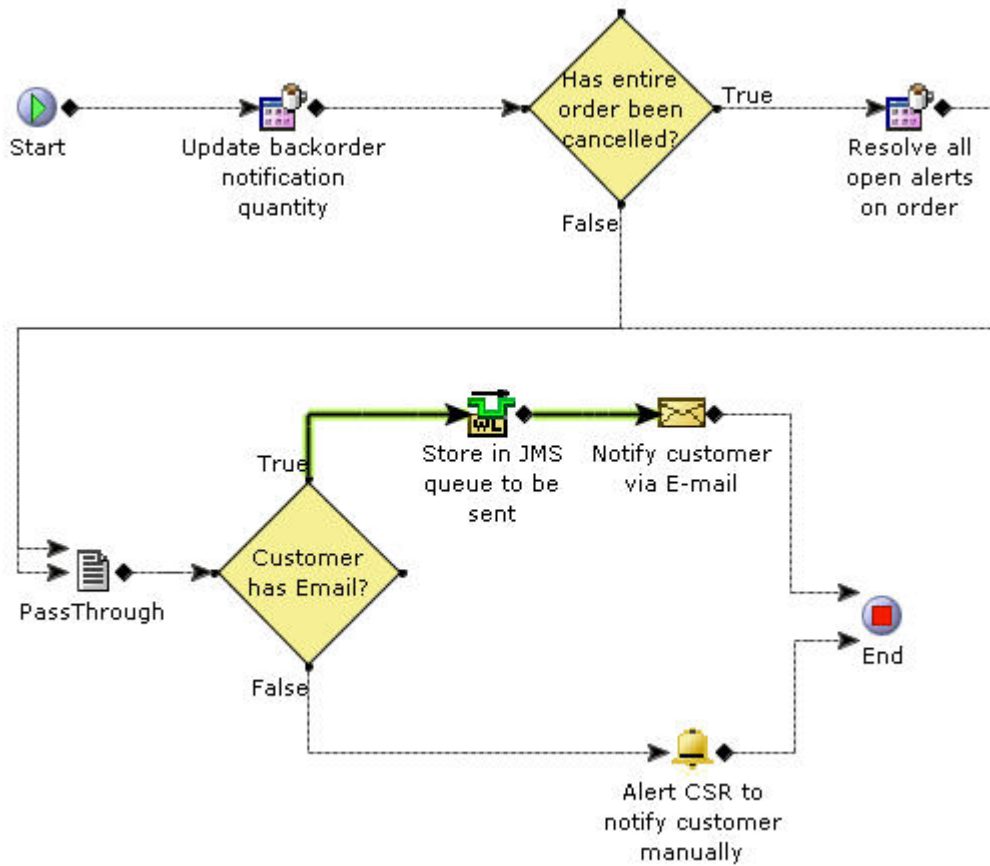 Has entire
order been
cancelled?
True
Start
Update backorder
notification
quantity
Resolve all
open alerts
on order
False
True
WL
Store in JMS
queue to be
sent
Notify customer
via E-mail
Customer
has Email?
PassThrough
End
False
Alert CSR to
notify customer
manually